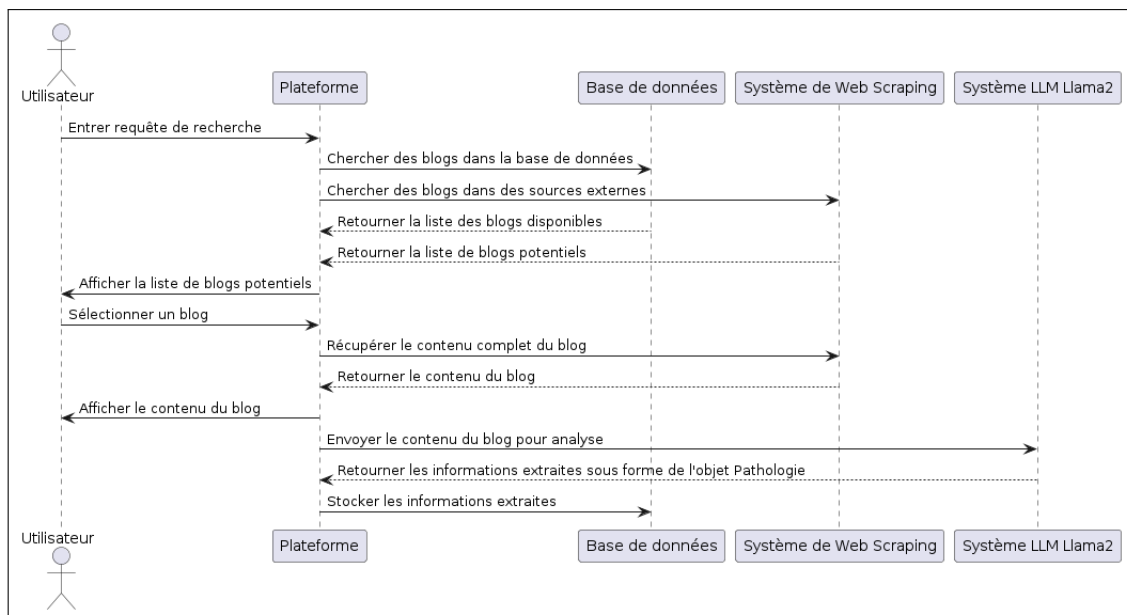 Utilisateur
Plateforme
Base de données
Système de Web Scraping
Système LLM Llama2
Entrer requête de recherche
Chercher des blogs dans la base de données
Chercher des blogs dans des sources externes
Retourner la liste des blogs disponibles
Retourner la liste de blogs potentiels
Afficher la liste de blogs potentiels
Sélectionner un blog
Récupérer le contenu complet du blog
Retourner le contenu du blog
Afficher le contenu du blog
Envoyer le contenu du blog pour analyse
Retourner les informations extraites sous forme de l'objet Pathologie
Stocker les informations extraites
Utilisateur
Plateforme
Base de données
Système de Web Scraping
Système LLM Llama2